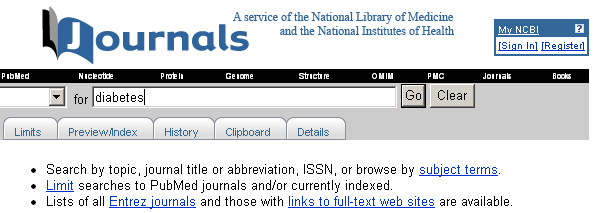 Journals
A service of the National Library of Medicine
and the National Institutes of Health
My NCBI ?
[Sign In] [Register]
PubMed Nucleotide Protein Genome Structure OMIM PMC Journals Books
for diabetes Go Clear
Limits Preview/Index History Clipboard Details
• Search by topic, journal title or abbreviation, ISSN, or browse by subject terms.
• Limit searches to PubMed journals and/or currently indexed.
• Lists of all Entrez journals and those with links to full-text web sites are available.